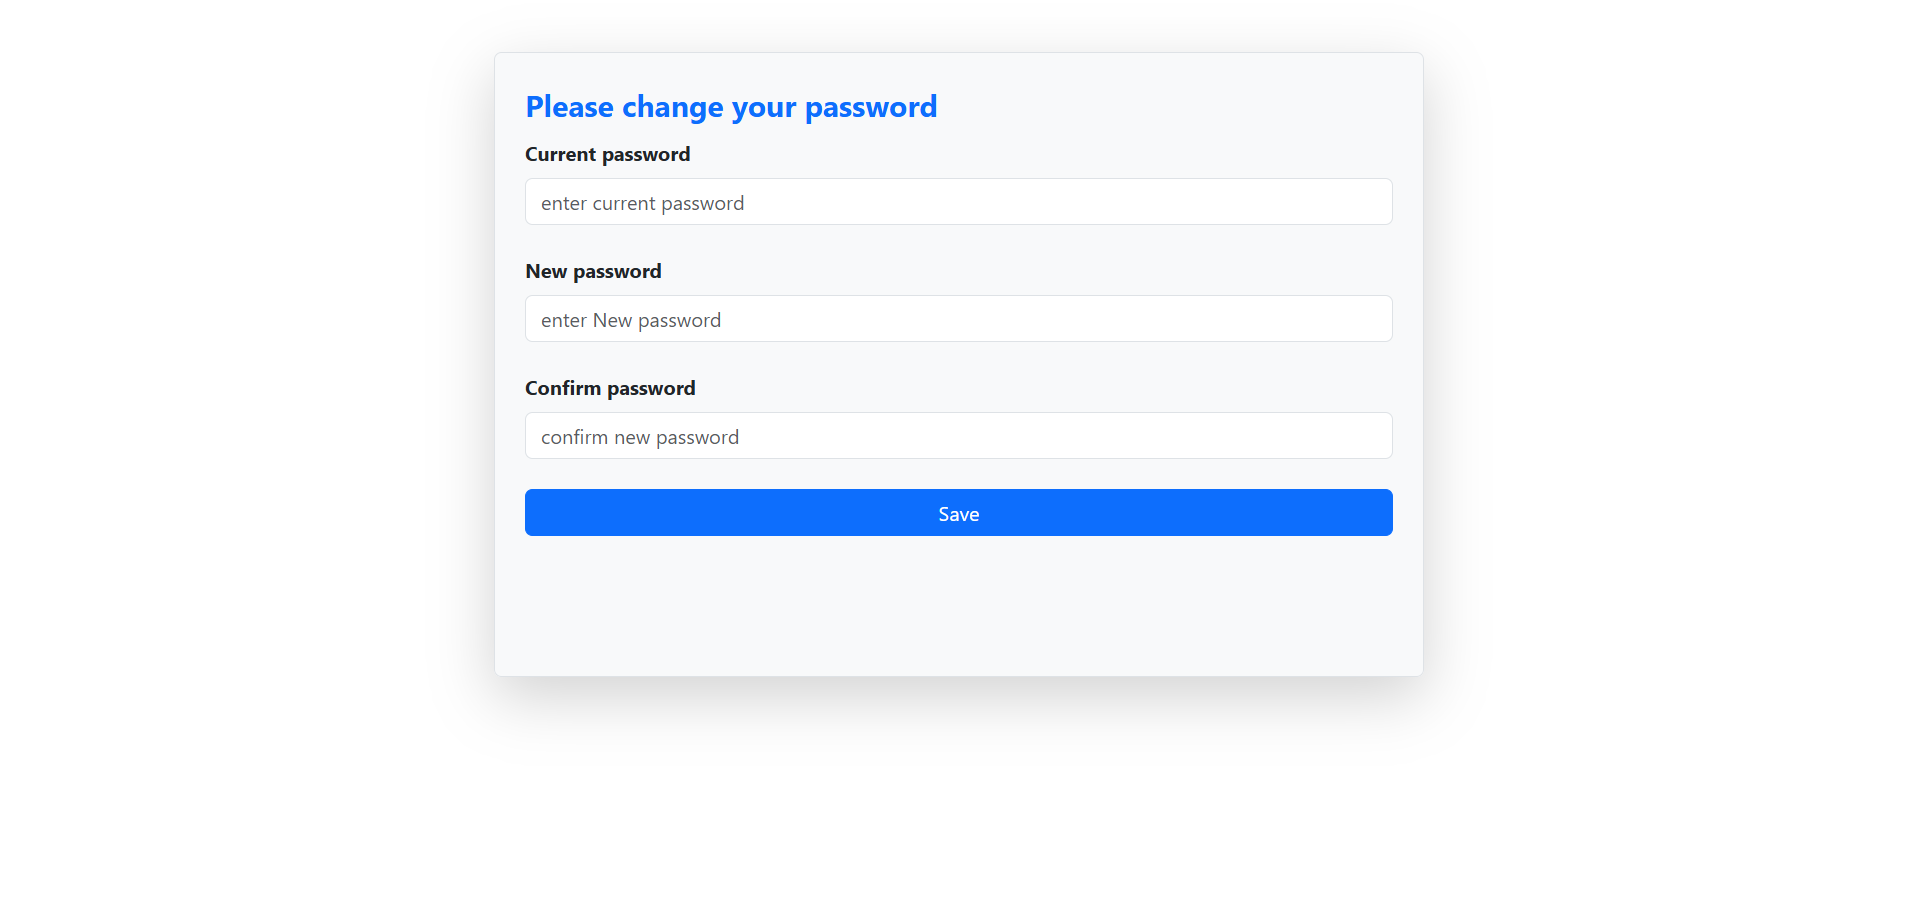 Please change your password
Current password
enter current password
New password
enter New password
Confirm password
confirm new password
Save